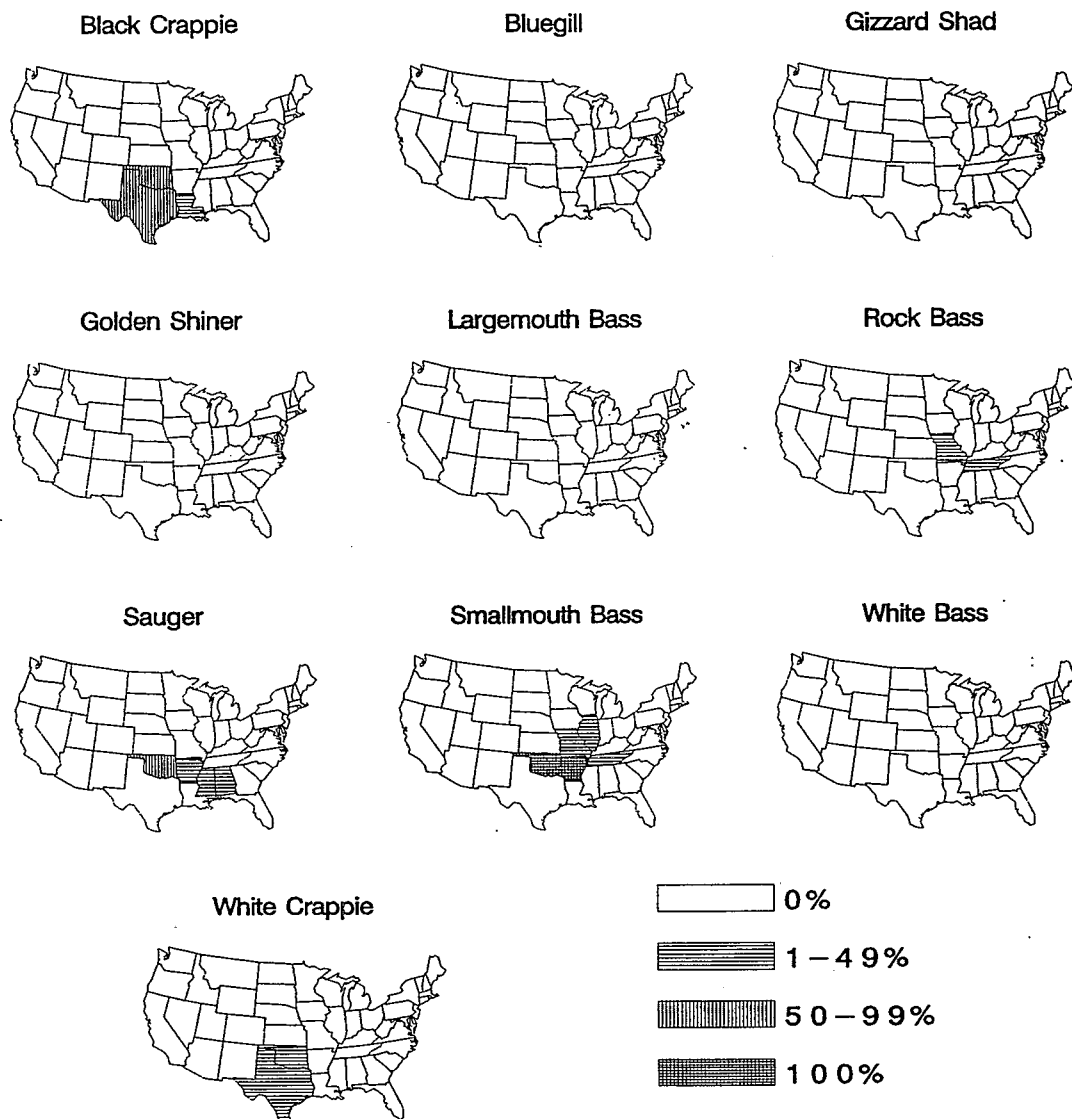 Black Crappie
Bluegill
Gizzard Shad
Golden Shiner
Largemouth Bass
Rock Bass
Sauger
Smallmouth Bass
White Bass
White Crappie
0%
1-49%
50-99%
100%